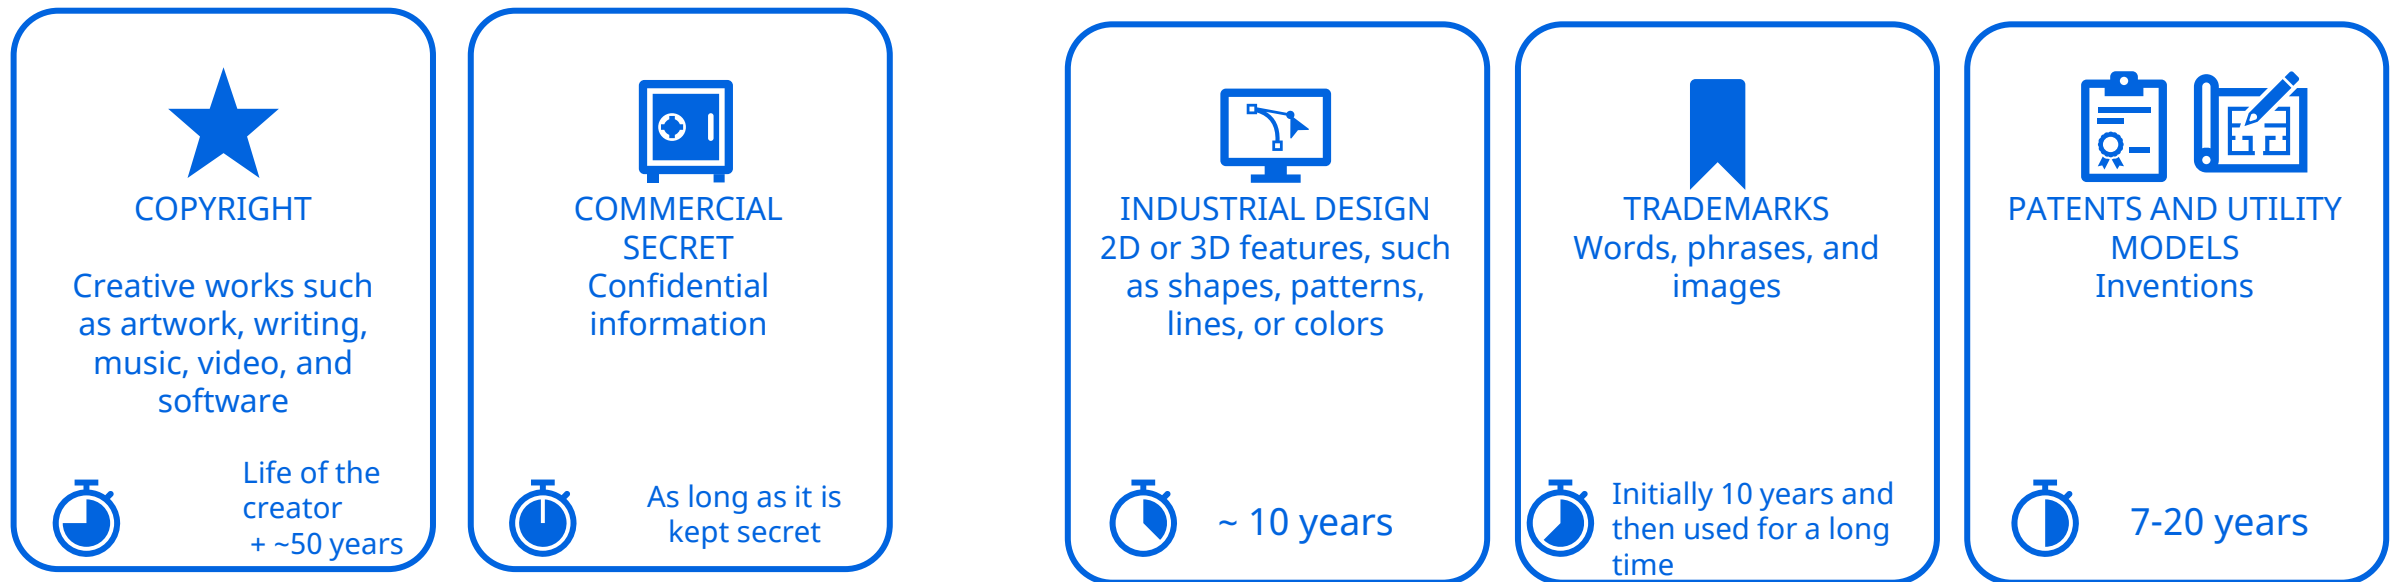 COPYRIGHT
Creative works such
as artwork, writing,
music, video, and
software
Life of the
creator
+ ~50 years
COMMERCIAL
SECRET
Confidential
information
As long as it is
kept secret
INDUSTRIAL DESIGN
2D or 3D features, such
as shapes, patterns,
lines, or colors
~ 10 years
TRADEMARKS
Words, phrases, and
images
Initially 10 years and
then used for a long
time
PATENTS AND UTILITY
MODELS
Inventions
7-20 years